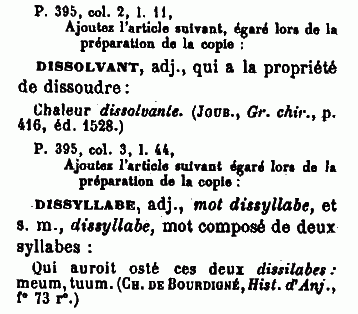 P. 395, col. 2, l. 11,
Ajoutez l'article suivant, égaré lors de la
préparation de la copie :
DISSOLVANT, adj., qui a la propriété
de dissoudre :
Chaleur dissolvante. (JOUB., Gr. chir., p.
416, éd. 1528.)
P. 395, col. 3, l. 44,
Ajoutez l'article suivant égaré lors de la
préparation de la copie :
DISSYLLABE, adj., mot dissyllabe, et
s. m., dissyllabe, mot composé de deux
syllabes :
Qui auroit osté ces deux dissilabes :
meum, tuum. (CH. DE BOURDIGNÉ, Hist. d'Anj.,
f° 73 r°.)